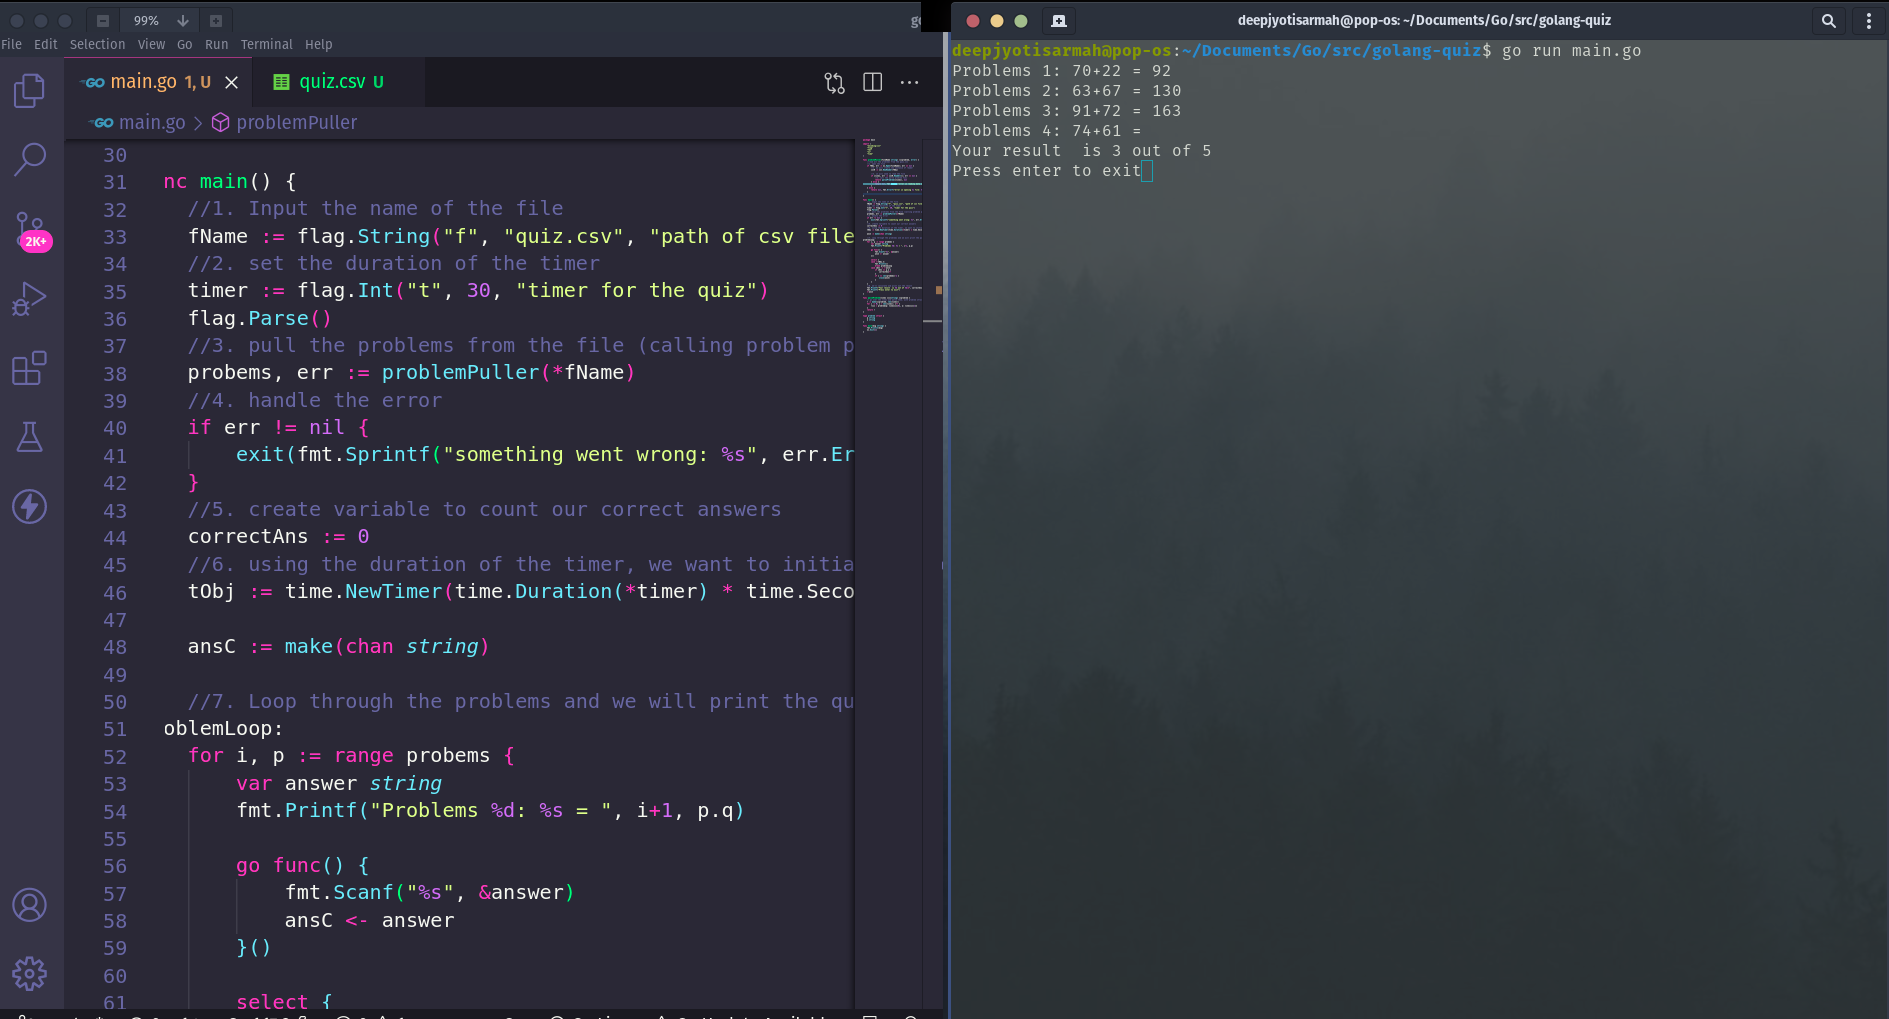 99%
File Edit Selection View Go Run Terminal Help
main.go 1, U quiz.csv U
main.go > problemPuller
2K+
30
31 nc main() {
32 //1. Input the name of the file
33 fName := flag.String("f", "quiz.csv", "path of csv file
34 //2. set the duration of the timer
35 timer := flag.Int("t", 30, "timer for the quiz")
36 flag.Parse()
37 //3. pull the problems from the file (calling problem p
38 probems, err := problemPuller(*fName)
39 //4. handle the error
40 if err != nil {
41 exit(fmt.Sprintf("something went wrong: %s", err.Er
42 }
43 //5. create variable to count our correct answers
44 correctAns := 0
45 //6. using the duration of the timer, we want to initia
46 tObj := time.NewTimer(time.Duration(*timer) * time.Seco
47
48 ansC := make(chan string)
49
50 //7. Loop through the problems and we will print the qu
51 oblemLoop:
52 for i, p := range probems {
53 var answer string
54 fmt.Printf("Problems %d: %s = ", i+1, p.q)
55
56 go func() {
57 fmt.Scanf("%s", &answer)
58 ansC <- answer
59 }()
60
61 select {
deepjyotisarmah@pop-os: ~/Documents/Go/src/golang-quiz
deepjyotisarmah@pop-os:~/Documents/Go/src/golang-quiz$ go run main.go
Problems 1: 70+22 = 92
Problems 2: 63+67 = 130
Problems 3: 91+72 = 163
Problems 4: 74+61 =
Your result  is 3 out of 5
Press enter to exit